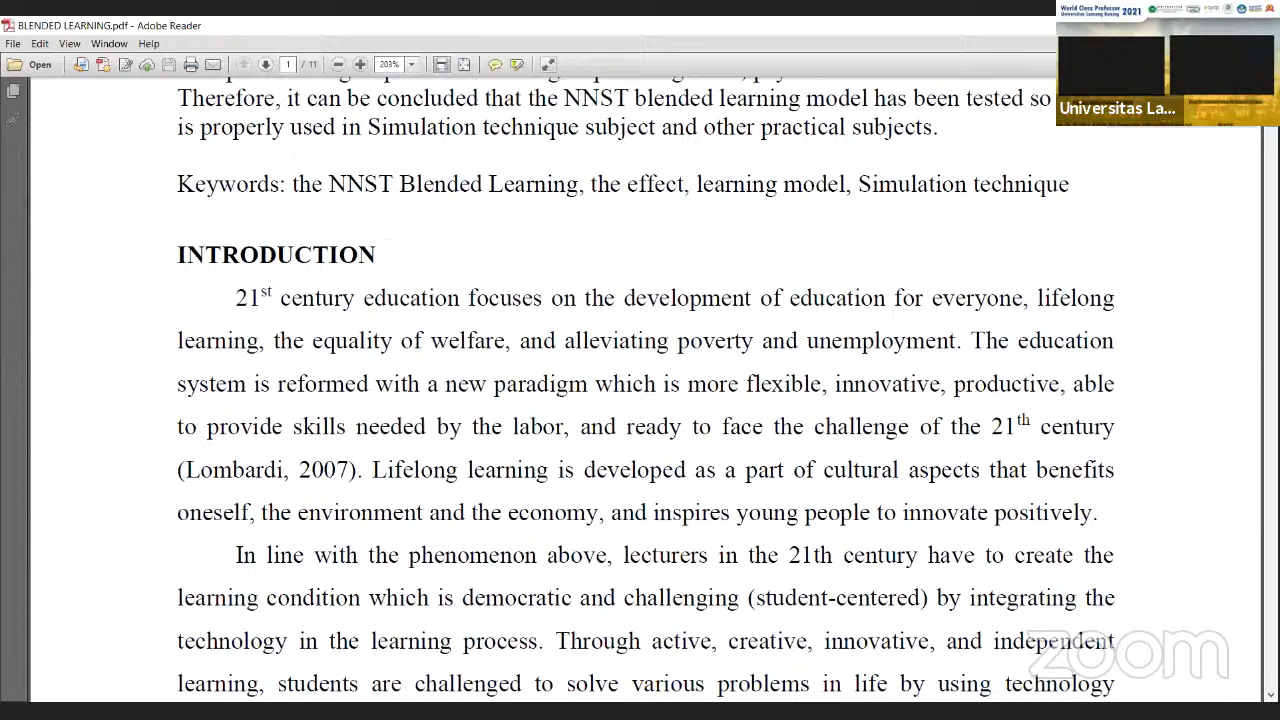 BLENDED LEARNING.pdf - Adobe Reader
World Class Professor 2021
Universitas Lancang Kuning
File Edit View Window Help
Open 1 / 11 203%
Universitas La...
Therefore, it can be concluded that the NNST blended learning model has been tested so
is properly used in Simulation technique subject and other practical subjects.
Keywords: the NNST Blended Learning, the effect, learning model, Simulation technique
INTRODUCTION
21st century education focuses on the development of education for everyone, lifelong
learning, the equality of welfare, and alleviating poverty and unemployment. The education
system is reformed with a new paradigm which is more flexible, innovative, productive, able
to provide skills needed by the labor, and ready to face the challenge of the 21th century
(Lombardi, 2007). Lifelong learning is developed as a part of cultural aspects that benefits
oneself, the environment and the economy, and inspires young people to innovate positively.
In line with the phenomenon above, lecturers in the 21th century have to create the
learning condition which is democratic and challenging (student-centered) by integrating the
technology in the learning process. Through active, creative, innovative, and independent
learning, students are challenged to solve various problems in life by using technology
zoom